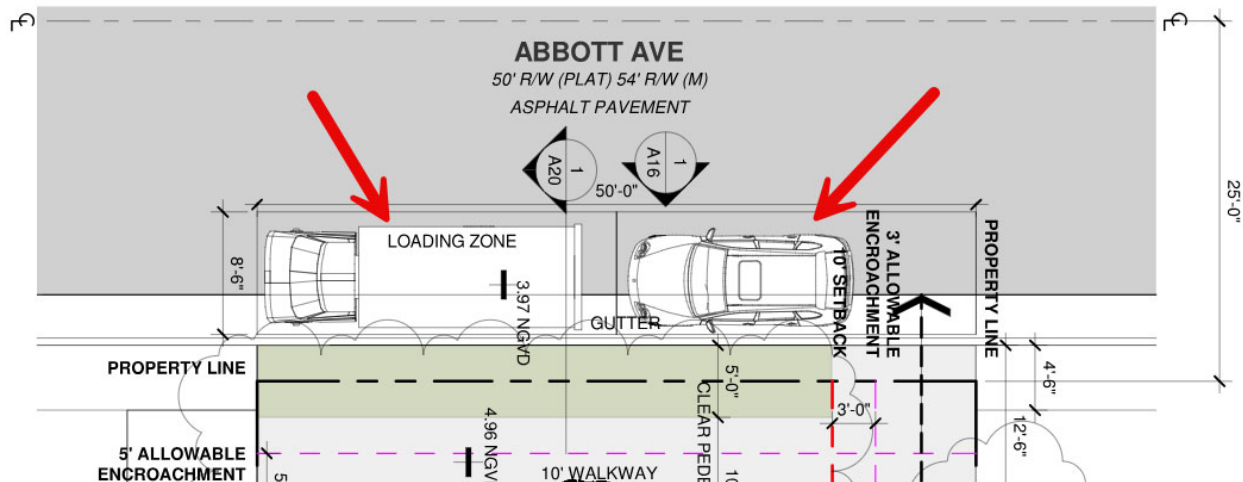 ABBOTT AVE
50' R/W (PLAT) 54' R/W (M)
ASPHALT PAVEMENT
1
A20
1
A16
50'-0"
25'-0"
LOADING ZONE
8'-6"
3.97 NGVD
GUTTER
10' SETBACK
3' ALLOWABLE
ENCROACHMENT
PROPERTY LINE
PROPERTY LINE
5'-0"
4'-6"
3'-0"
12'-6"
CLEAR PEDE
4.96 NGV
5' ALLOWABLE
ENCROACHMENT
5
10' WALKWAY
10